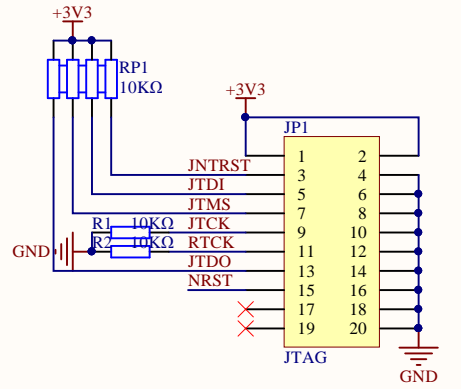 +3V3
RP1
10KΩ
+3V3
JP1
JNTRST
JTDI
JTMS
R1 10KΩ JTCK
GND R2 10KΩ RTCK
JTDO
NRST
1 2
3 4
5 6
7 8
9 10
11 12
13 14
15 16
17 18
19 20
JTAG
GND